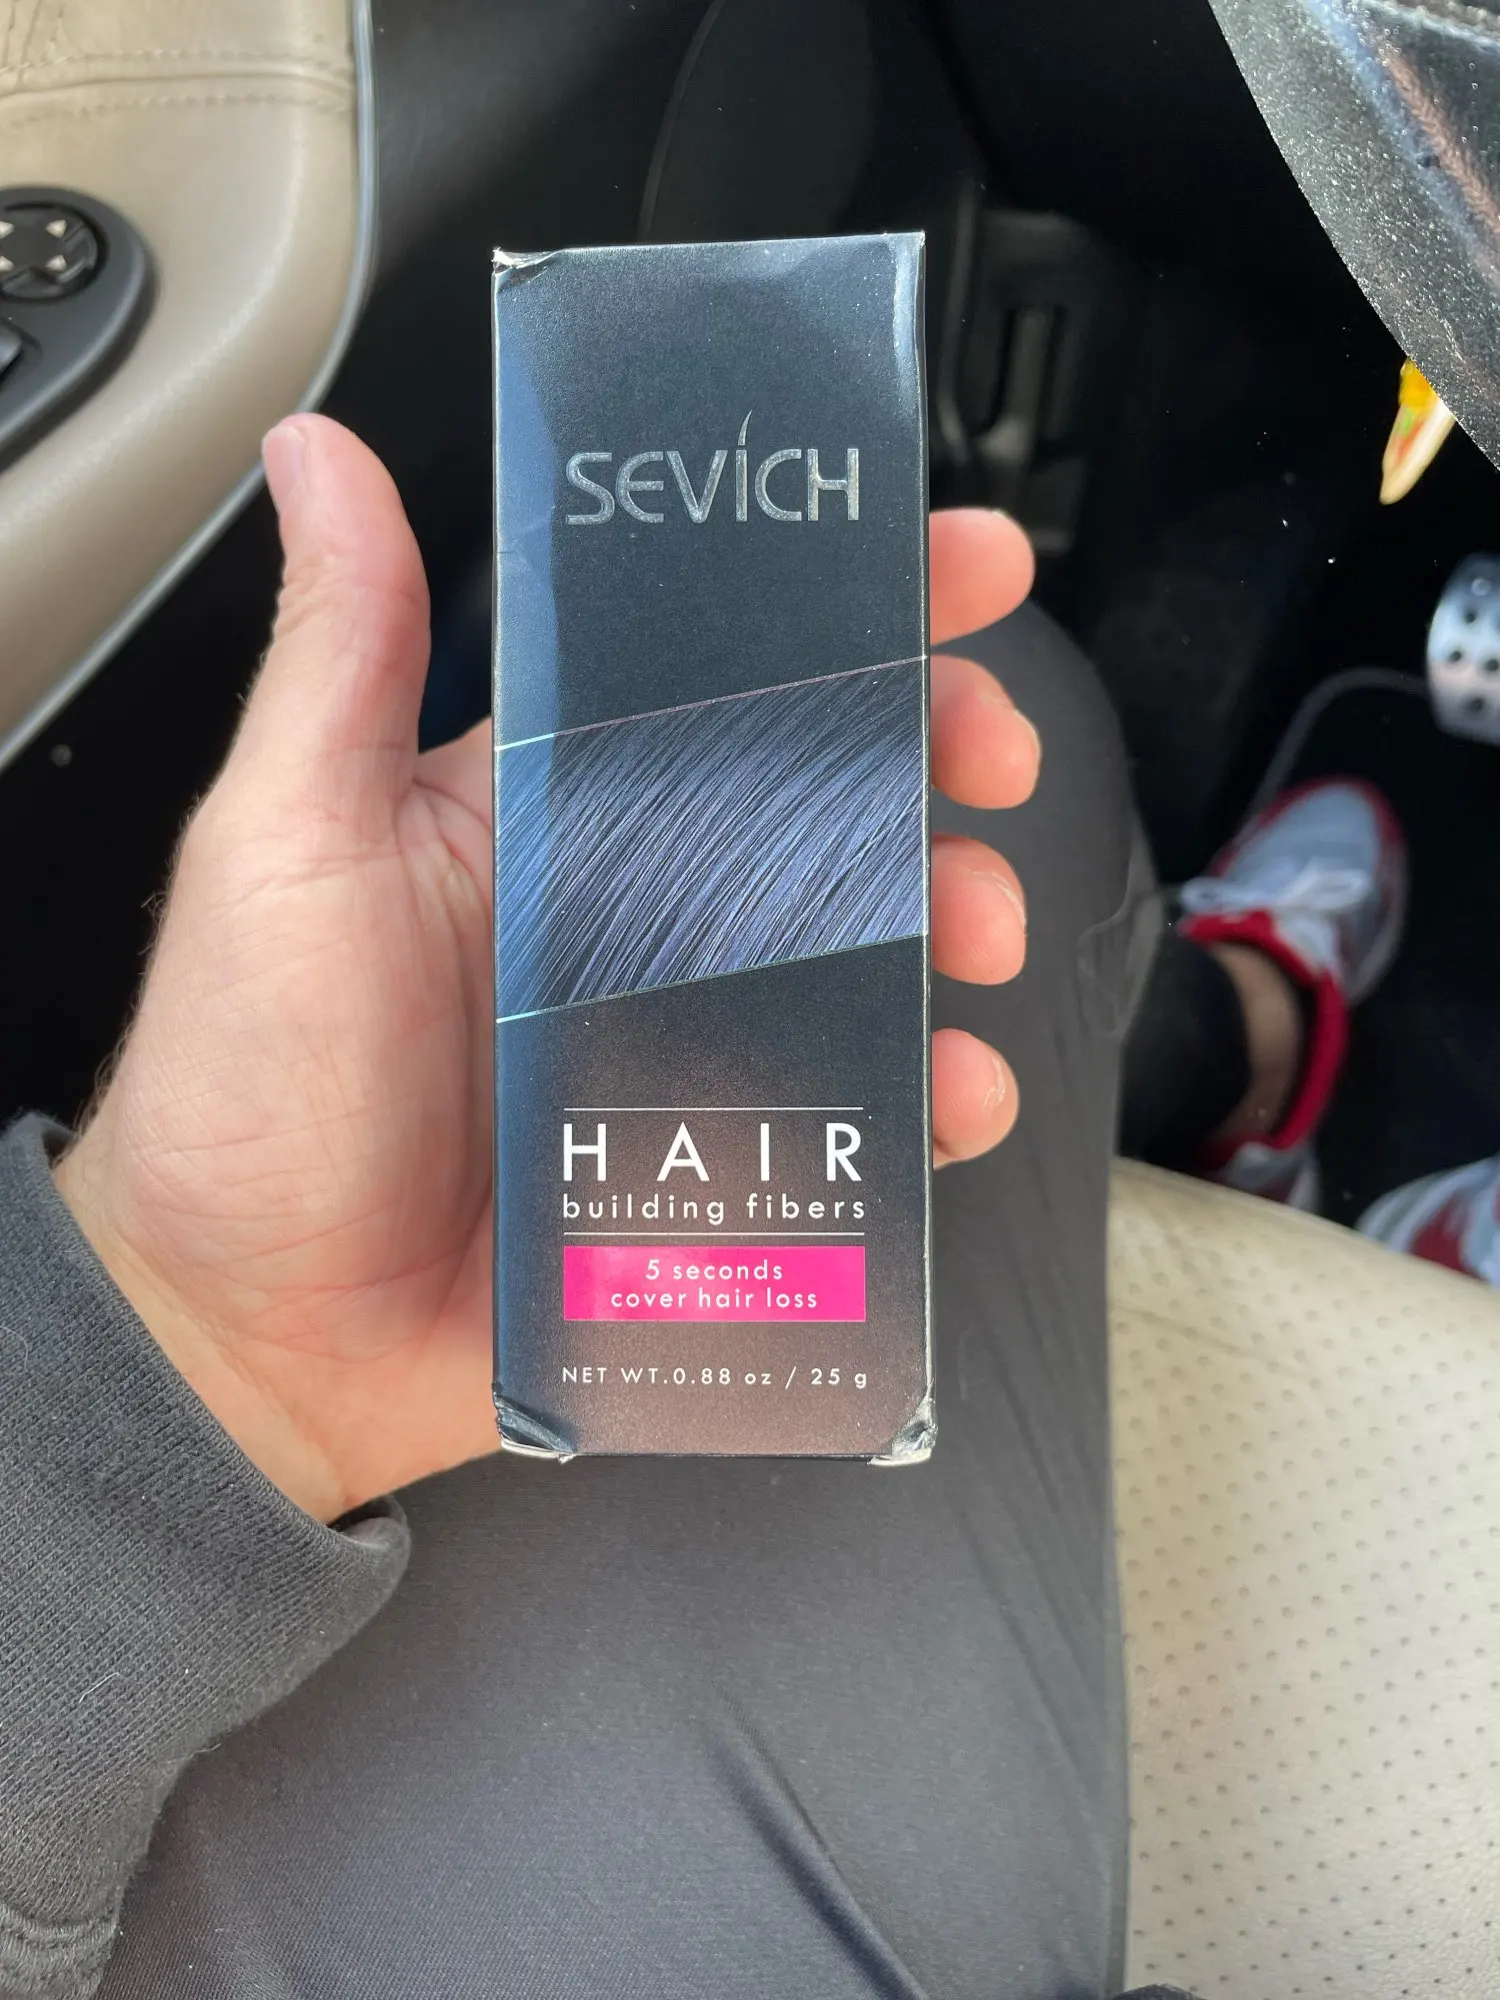 SEVICH
HAIR
building fibers
5 seconds
cover hair loss
NET WT.0.88 oz / 25 g